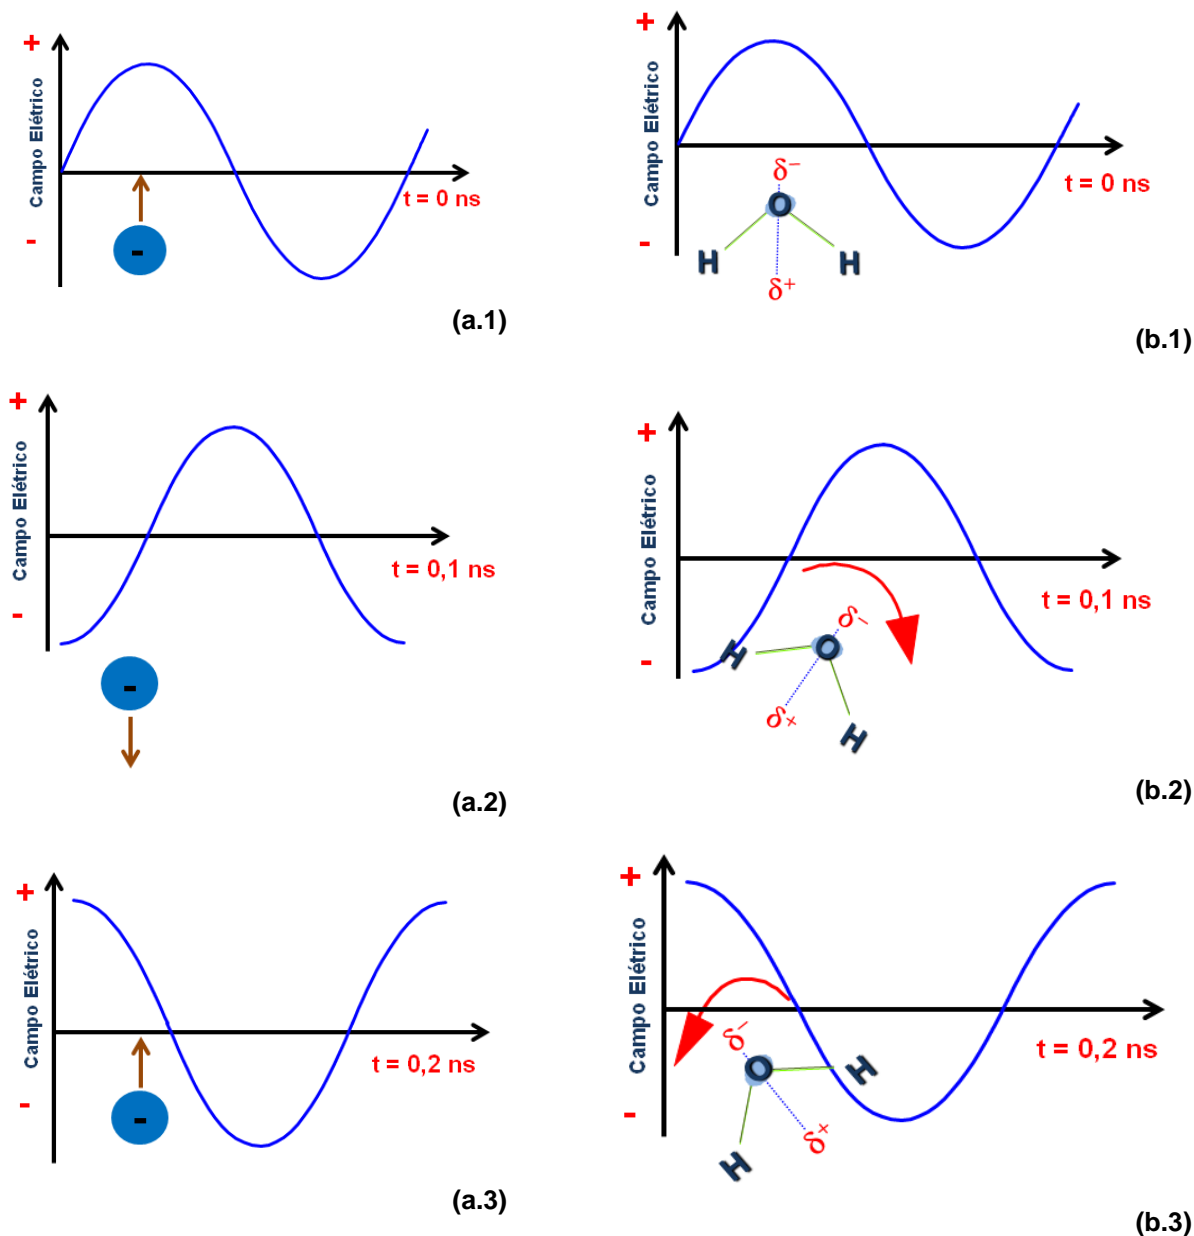 +
Campo Elétrico
-
t = 0 ns
-
(a.1)
+
Campo Elétrico
-
t = 0 ns
δ−
O
H
H
δ+
(b.1)
+
Campo Elétrico
-
t = 0,1 ns
-
(a.2)
+
Campo Elétrico
-
t = 0,1 ns
δ−
O
H
δ+
H
(b.2)
+
Campo Elétrico
-
t = 0,2 ns
-
(a.3)
+
Campo Elétrico
-
t = 0,2 ns
δ−
O
H
δ+
H
(b.3)